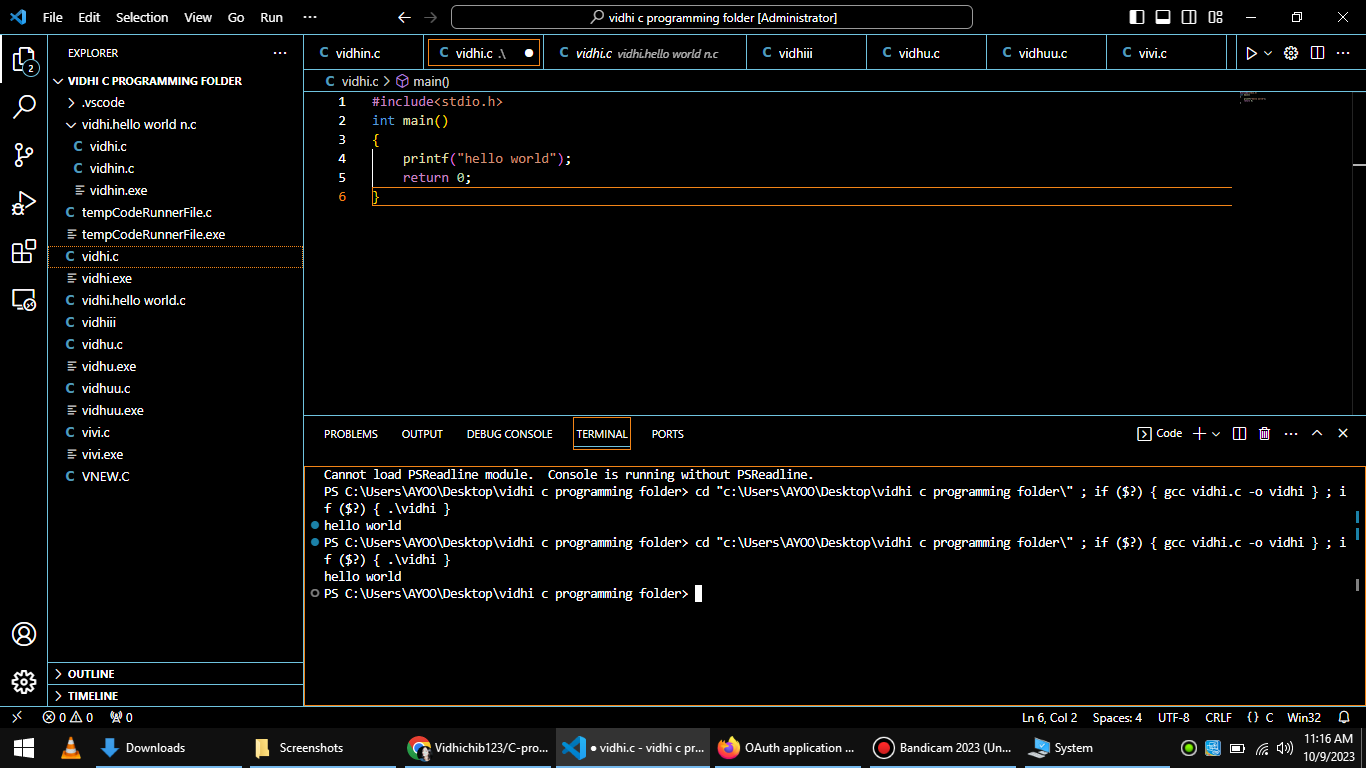 File Edit Selection View Go Run ··· vidhi c programming folder [Administrator]
EXPLORER ···
VIDHI C PROGRAMMING FOLDER
.vscode
vidhi.hello world n.c
C vidhi.c
C vidhin.c
vidhin.exe
C tempCodeRunnerFile.c
tempCodeRunnerFile.exe
C vidhi.c
vidhi.exe
C vidhi.hello world.c
C vidhiii
C vidhu.c
vidhu.exe
C vidhuu.c
vidhuu.exe
C vivi.c
vivi.exe
C VNEW.C
OUTLINE
TIMELINE
2
C vidhin.c C vidhi.c .\ C vidhi.c vidhi.hello world n.c C vidhiii C vidhu.c C vidhuu.c C vivi.c
C vidhi.c > main()
1 #include<stdio.h>
2 int main()
3 {
4 printf("hello world");
5 return 0;
6 }
PROBLEMS OUTPUT DEBUG CONSOLE TERMINAL PORTS Code
Cannot load PSReadline module.  Console is running without PSReadline.
PS C:\Users\AYOO\Desktop\vidhi c programming folder> cd "c:\Users\AYOO\Desktop\vidhi c programming folder\" ; if ($?) { gcc vidhi.c -o vidhi } ; i
f ($?) { .\vidhi }
hello world
PS C:\Users\AYOO\Desktop\vidhi c programming folder> cd "c:\Users\AYOO\Desktop\vidhi c programming folder\" ; if ($?) { gcc vidhi.c -o vidhi } ; i
f ($?) { .\vidhi }
hello world
PS C:\Users\AYOO\Desktop\vidhi c programming folder>
0 0 0 Ln 6, Col 2 Spaces: 4 UTF-8 CRLF {} C Win32
Downloads Screenshots Vidhichib123/C-pro... ● vidhi.c - vidhi c pr... OAuth application ... Bandicam 2023 (Un... System
11:16 AM
10/9/2023